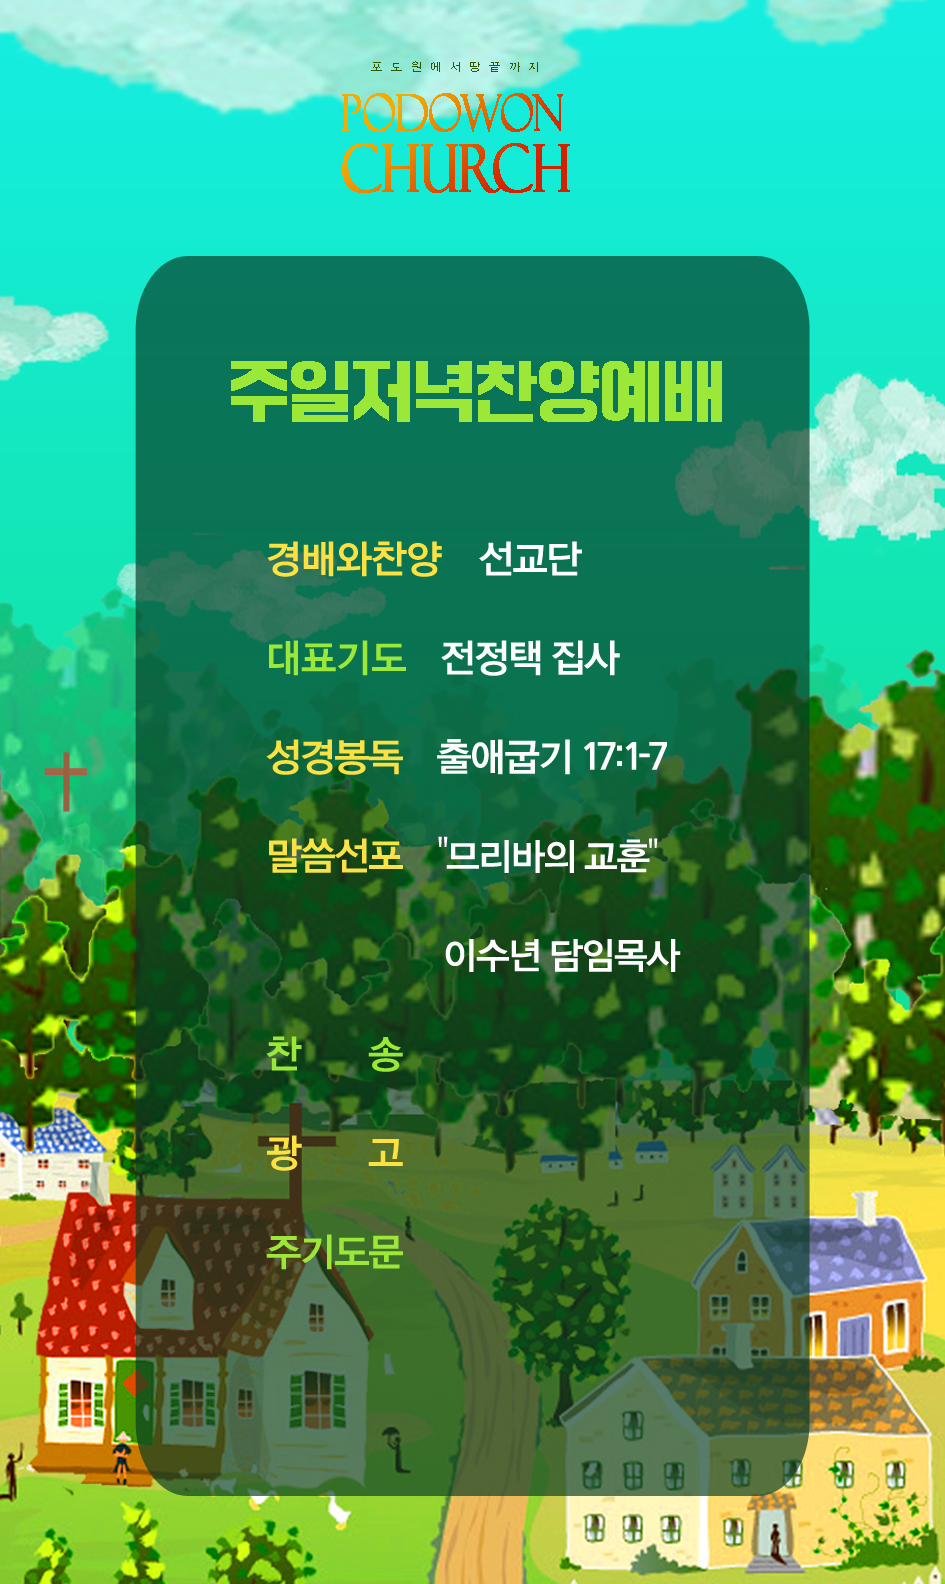 포도원에서땅끝까지
PODOWON
CHURCH
주일저녁찬양예배
경배와찬양 선교단
대표기도 전정택 집사
성경봉독 출애굽기 17:1-7
말씀선포 "므리바의 교훈"
이수년 담임목사
찬 송
광 고
주기도문